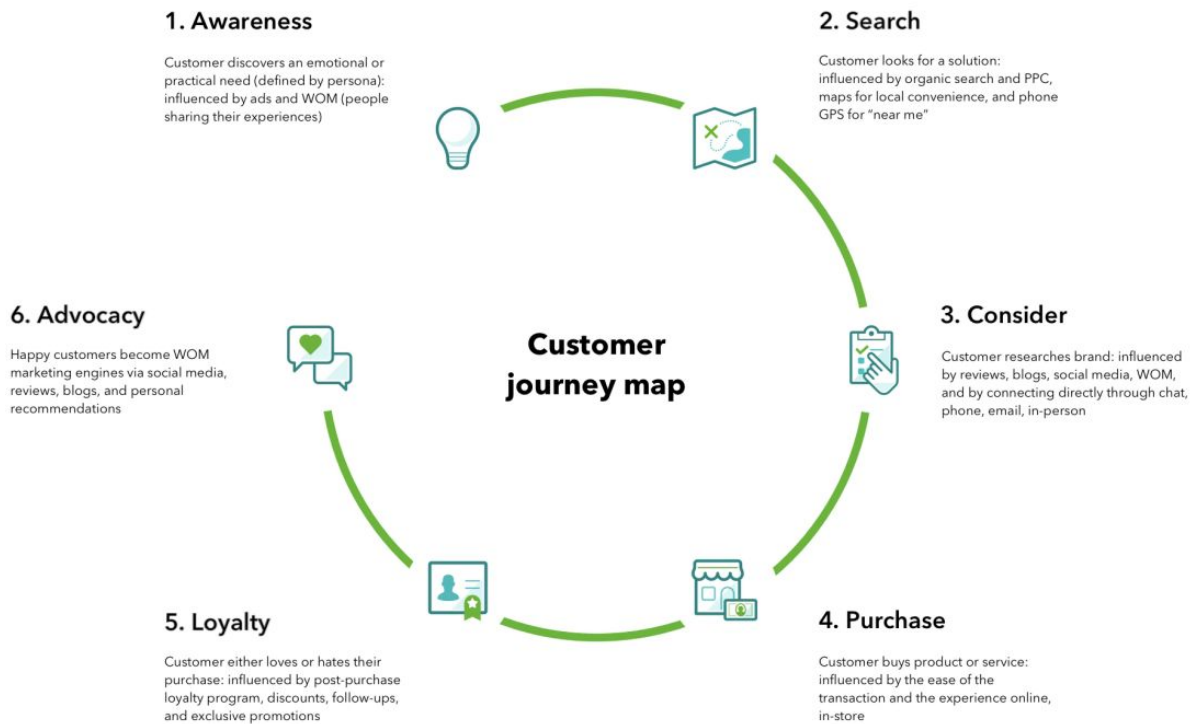 1. Awareness
Customer discovers an emotional or
practical need (defined by persona):
influenced by ads and WOM (people
sharing their experiences)
2. Search
Customer looks for a solution:
influenced by organic search and PPC,
maps for local convenience, and phone
GPS for “near me”
3. Consider
Customer researches brand: influenced
by reviews, blogs, social media, WOM,
and by connecting directly through chat,
phone, email, in-person
4. Purchase
Customer buys product or service:
influenced by the ease of the
transaction and the experience online,
in-store
5. Loyalty
Customer either loves or hates their
purchase: influenced by post-purchase
loyalty program, discounts, follow-ups,
and exclusive promotions
6. Advocacy
Happy customers become WOM
marketing engines via social media,
reviews, blogs, and personal
recommendations
Customer
journey map